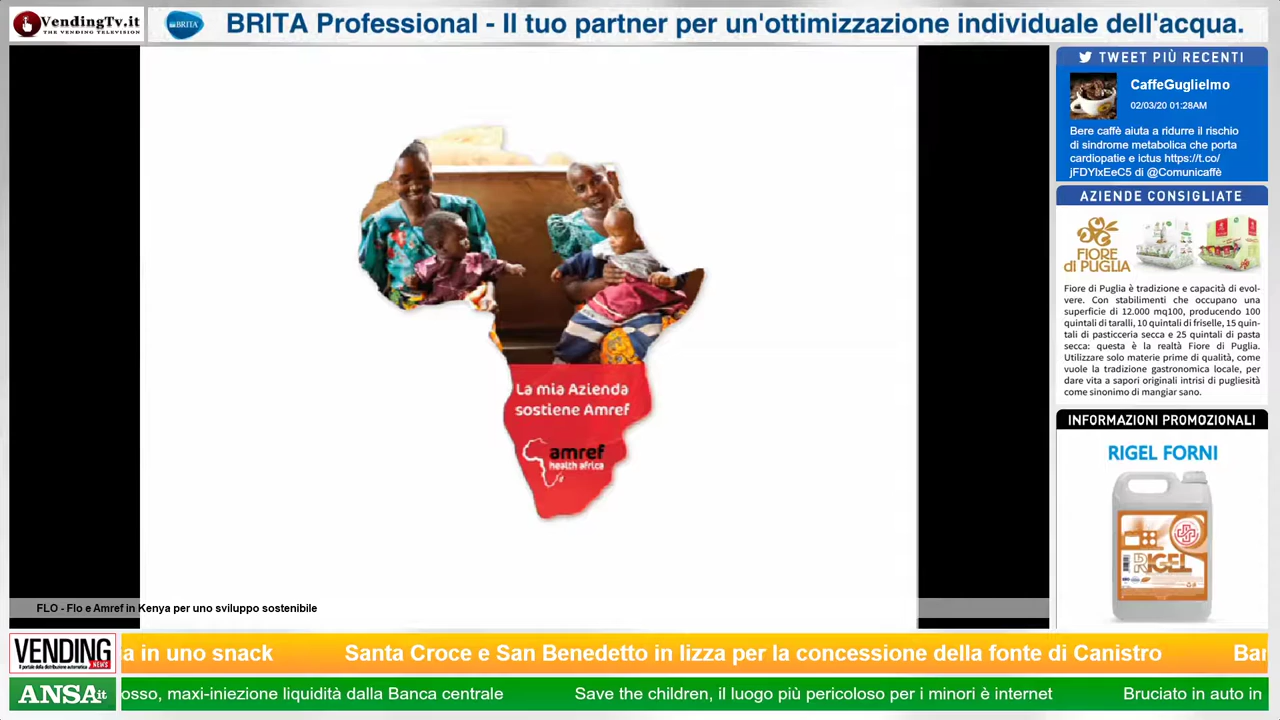 VendingTv.it
THE VENDING TELEVISION
BRITA
BRITA Professional - Il tuo partner per un'ottimizzazione individuale dell'acqua.
TWEET PIÙ RECENTI
CaffeGuglielmo
02/03/20 01:28AM
Bere caffè aiuta a ridurre il rischio
di sindrome metabolica che porta
cardiopatie e ictus https://t.co/
jFDYlxEeC5 di @Comunicaffè
AZIENDE CONSIGLIATE
FIORE
di PUGLIA
Fiore di Puglia è tradizione e capacità di evol-
vere. Con stabilimenti che occupano una
superficie di 12.000 mq100, producendo 100
quintali di taralli, 10 quintali di friselle, 15 quin-
tali di pasticceria secca e 25 quintali di pasta
secca: questa è la realtà Fiore di Puglia.
Utilizzare solo materie prime di qualità, come
vuole la tradizione gastronomica locale, per
dare vita a sapori originali intrisi di pugliesità
come sinonimo di mangiar sano.
INFORMAZIONI PROMOZIONALI
RIGEL FORNI
RIGEL
La mia Azienda
sostiene Amref
amref
health africa
FLO - Flo e Amref in Kenya per uno sviluppo sostenibile
VENDING
NEWS
Il portale della distribuzione automatica
ia in uno snack Santa Croce e San Benedetto in lizza per la concessione della fonte di Canistro Bar
ANSA.it
osso, maxi-iniezione liquidità dalla Banca centrale Save the children, il luogo più pericoloso per i minori è internet Bruciato in auto in